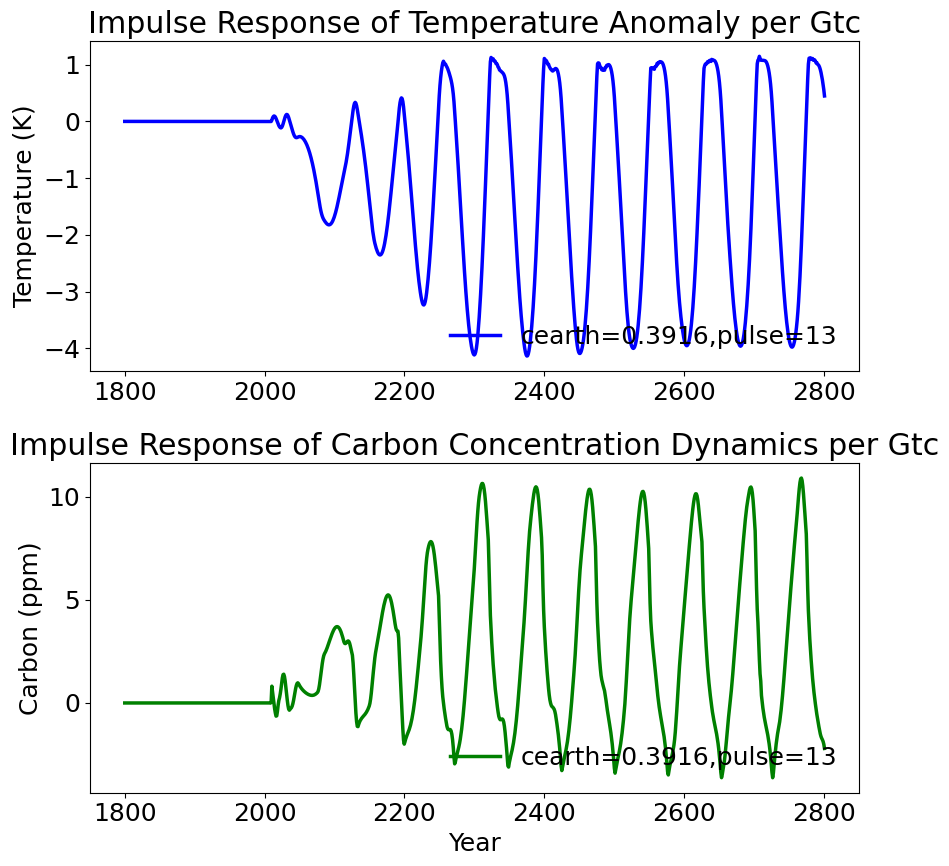 Impulse Response of Temperature Anomaly per Gtc
Temperature (K)
1
0
−1
−2
−3
−4
cearth=0.3916,pulse=13
1800 2000 2200 2400 2600 2800
Impulse Response of Carbon Concentration Dynamics per Gtc
Carbon (ppm)
10
5
0
cearth=0.3916,pulse=13
1800 2000 2200 2400 2600 2800
Year